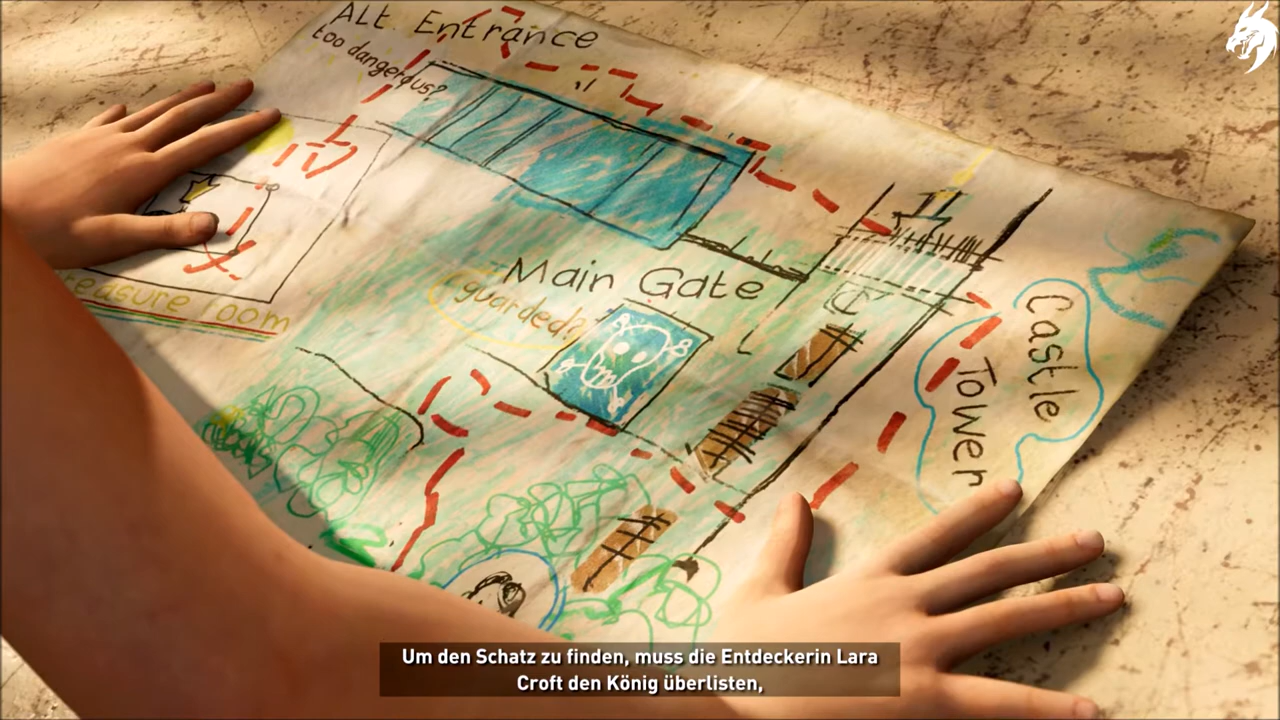 ALt. Entrance
too dangerous?
Main Gate
guarded?
Castle
Tower
treasure room
Um den Schatz zu finden, muss die Entdeckerin Lara
Croft den König überlisten,